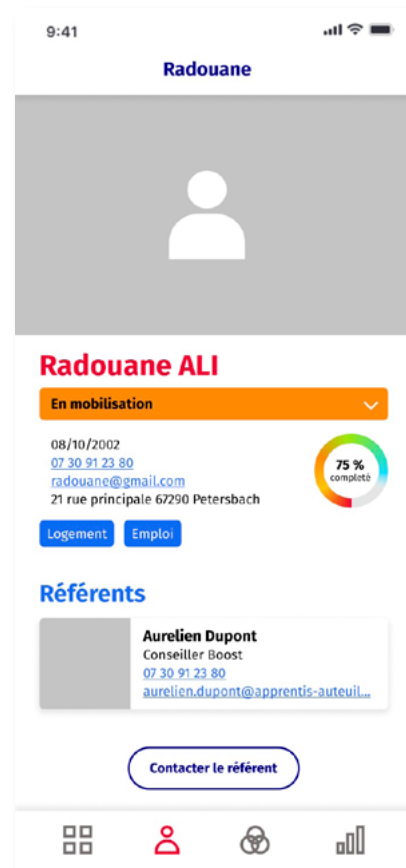 9:41
Radouane
Radouane ALI
En mobilisation
08/10/2002
07 30 91 23 80
radouane@gmail.com
21 rue principale 67290 Petersbach
75 %
completé
Logement
Emploi
Référents
Aurelien Dupont
Conseiller Boost
07 30 91 23 80
aurelien.dupont@apprentis-auteuil...
Contacter le référent